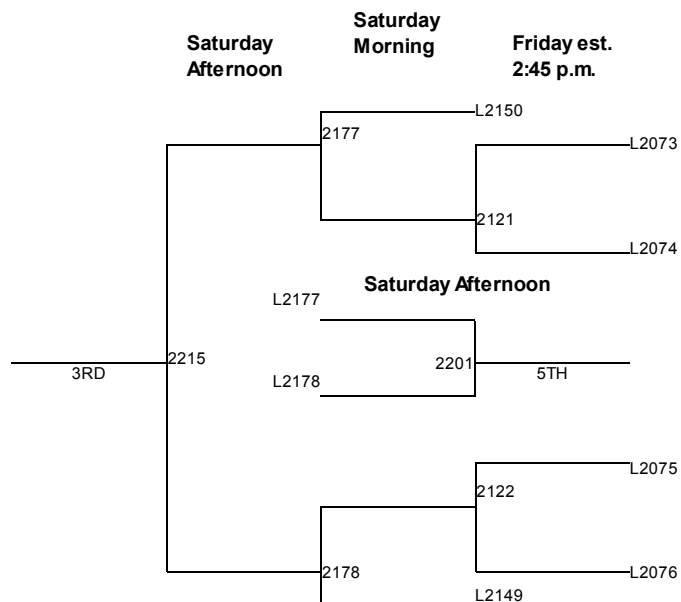 Saturday
Morning
Saturday
Afternoon
Friday est.
2:45 p.m.
L2150
2177
L2073
2121
L2074
Saturday Afternoon
L2177
2215
2201
3RD
L2178
5TH
L2075
2122
2178
L2076
L2149